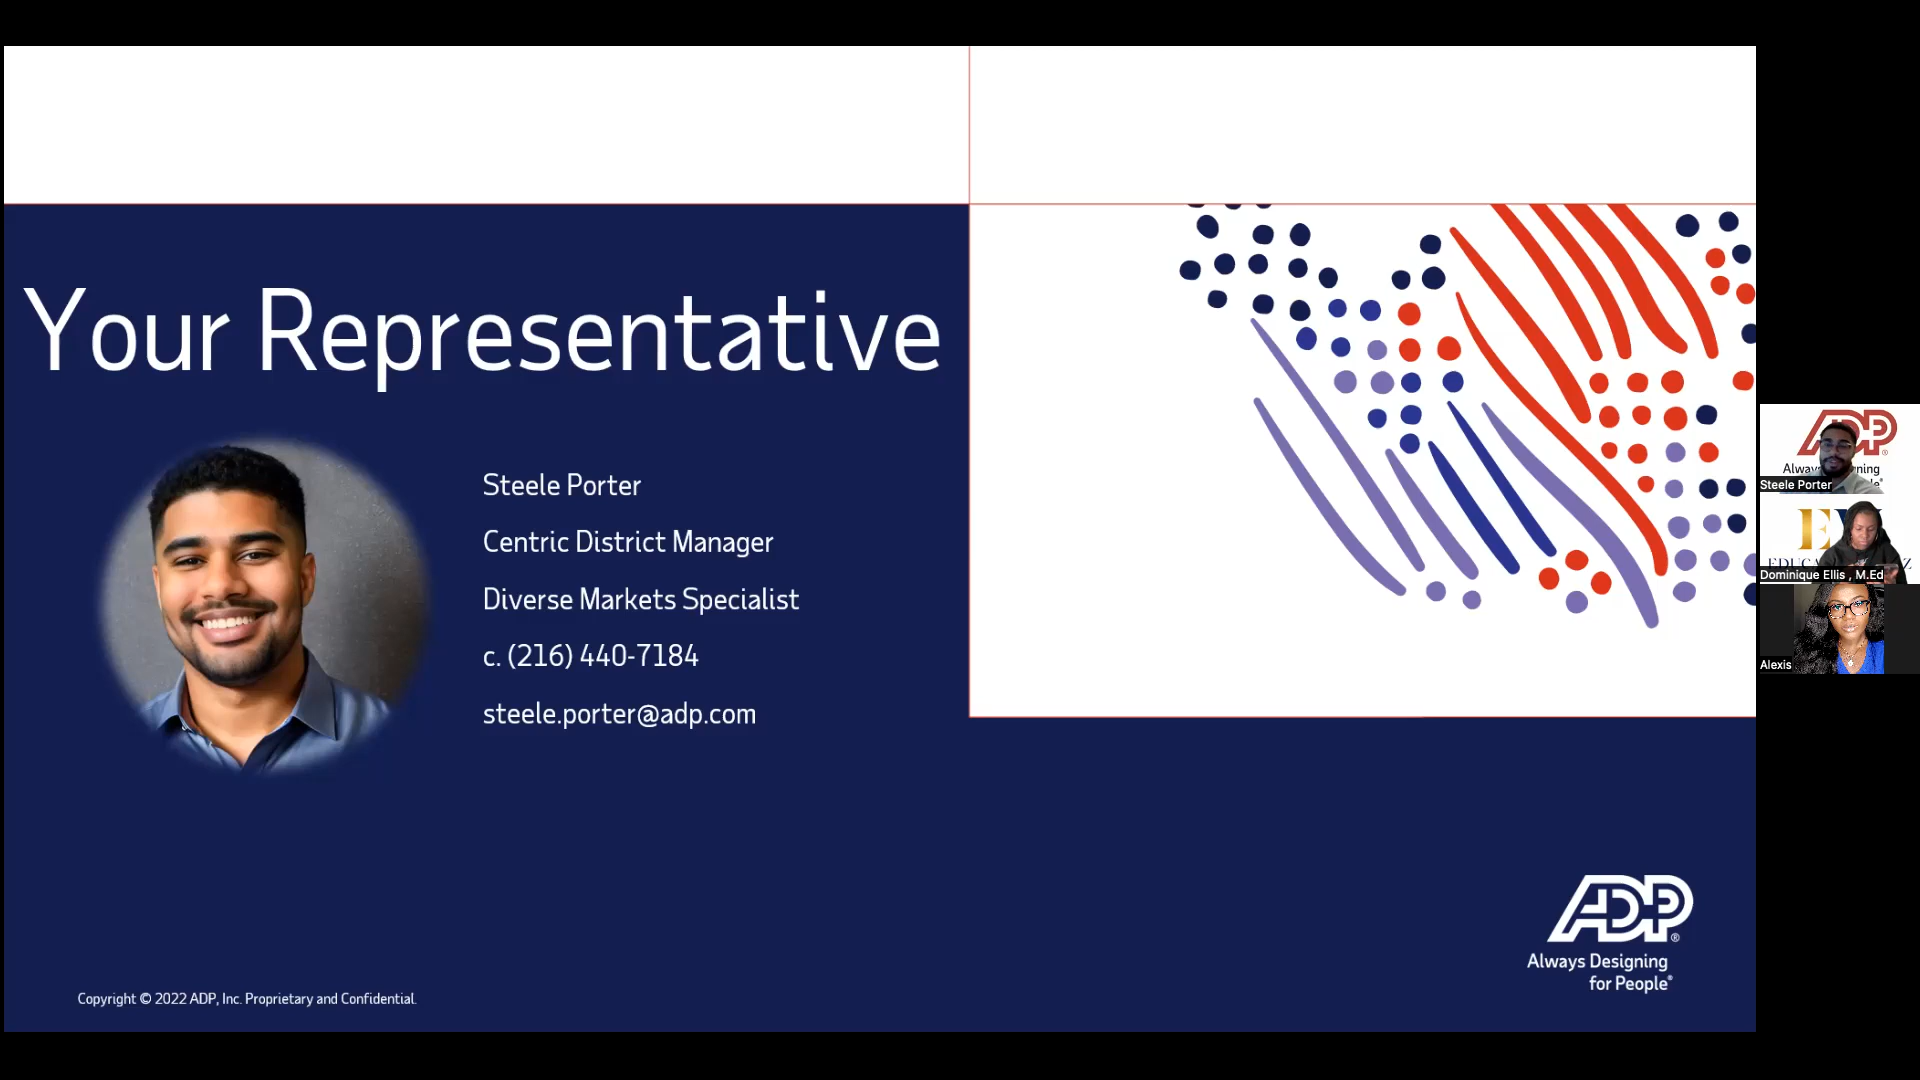 Your Representative
Steele Porter
Centric District Manager
Diverse Markets Specialist
c. (216) 440-7184
steele.porter@adp.com
ADP®
Always Designing
for People®
Copyright © 2022 ADP, Inc. Proprietary and Confidential.
ADP
Steele Porter
Dominique Ellis , M.Ed
Alexis